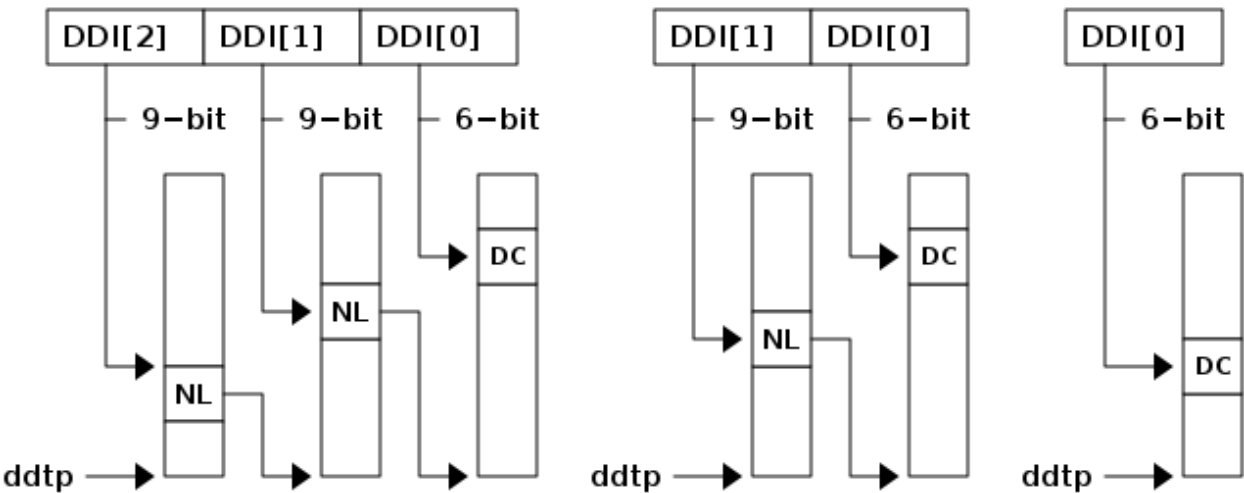 DDI[2] DDI[1] DDI[0] DDI[1] DDI[0] DDI[0]
9-bit 9-bit 6-bit 9-bit 6-bit 6-bit
DC DC
NL
NL
DC
NL
ddtp ddtp ddtp